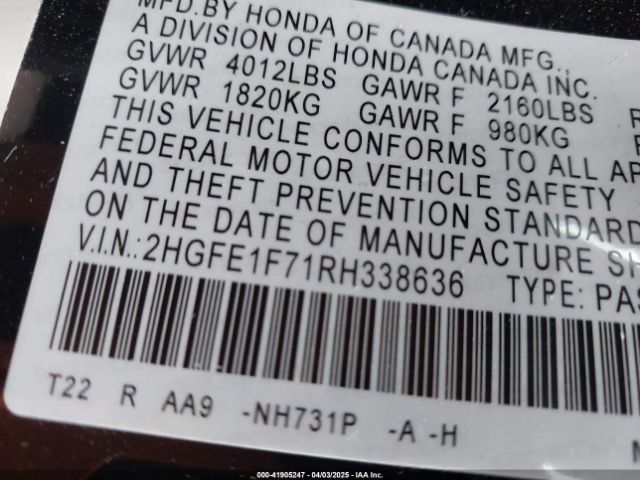 MFD.BY HONDA OF CANADA MFG.,
A DIVISION OF HONDA CANADA INC.
GVWR 4012LBS GAWR F 2160LBS
GVWR 1820KG GAWR F 980KG
THIS VEHICLE CONFORMS TO ALL AP
FEDERAL MOTOR VEHICLE SAFETY
AND THEFT PREVENTION STANDARD
ON THE DATE OF MANUFACTURE SH
V.I.N.:2HGFE1F71RH338636 TYPE:PAS
T22 R AA9 -NH731P -A -H
000-41905247 - 04/03/2025 - IAA Inc.